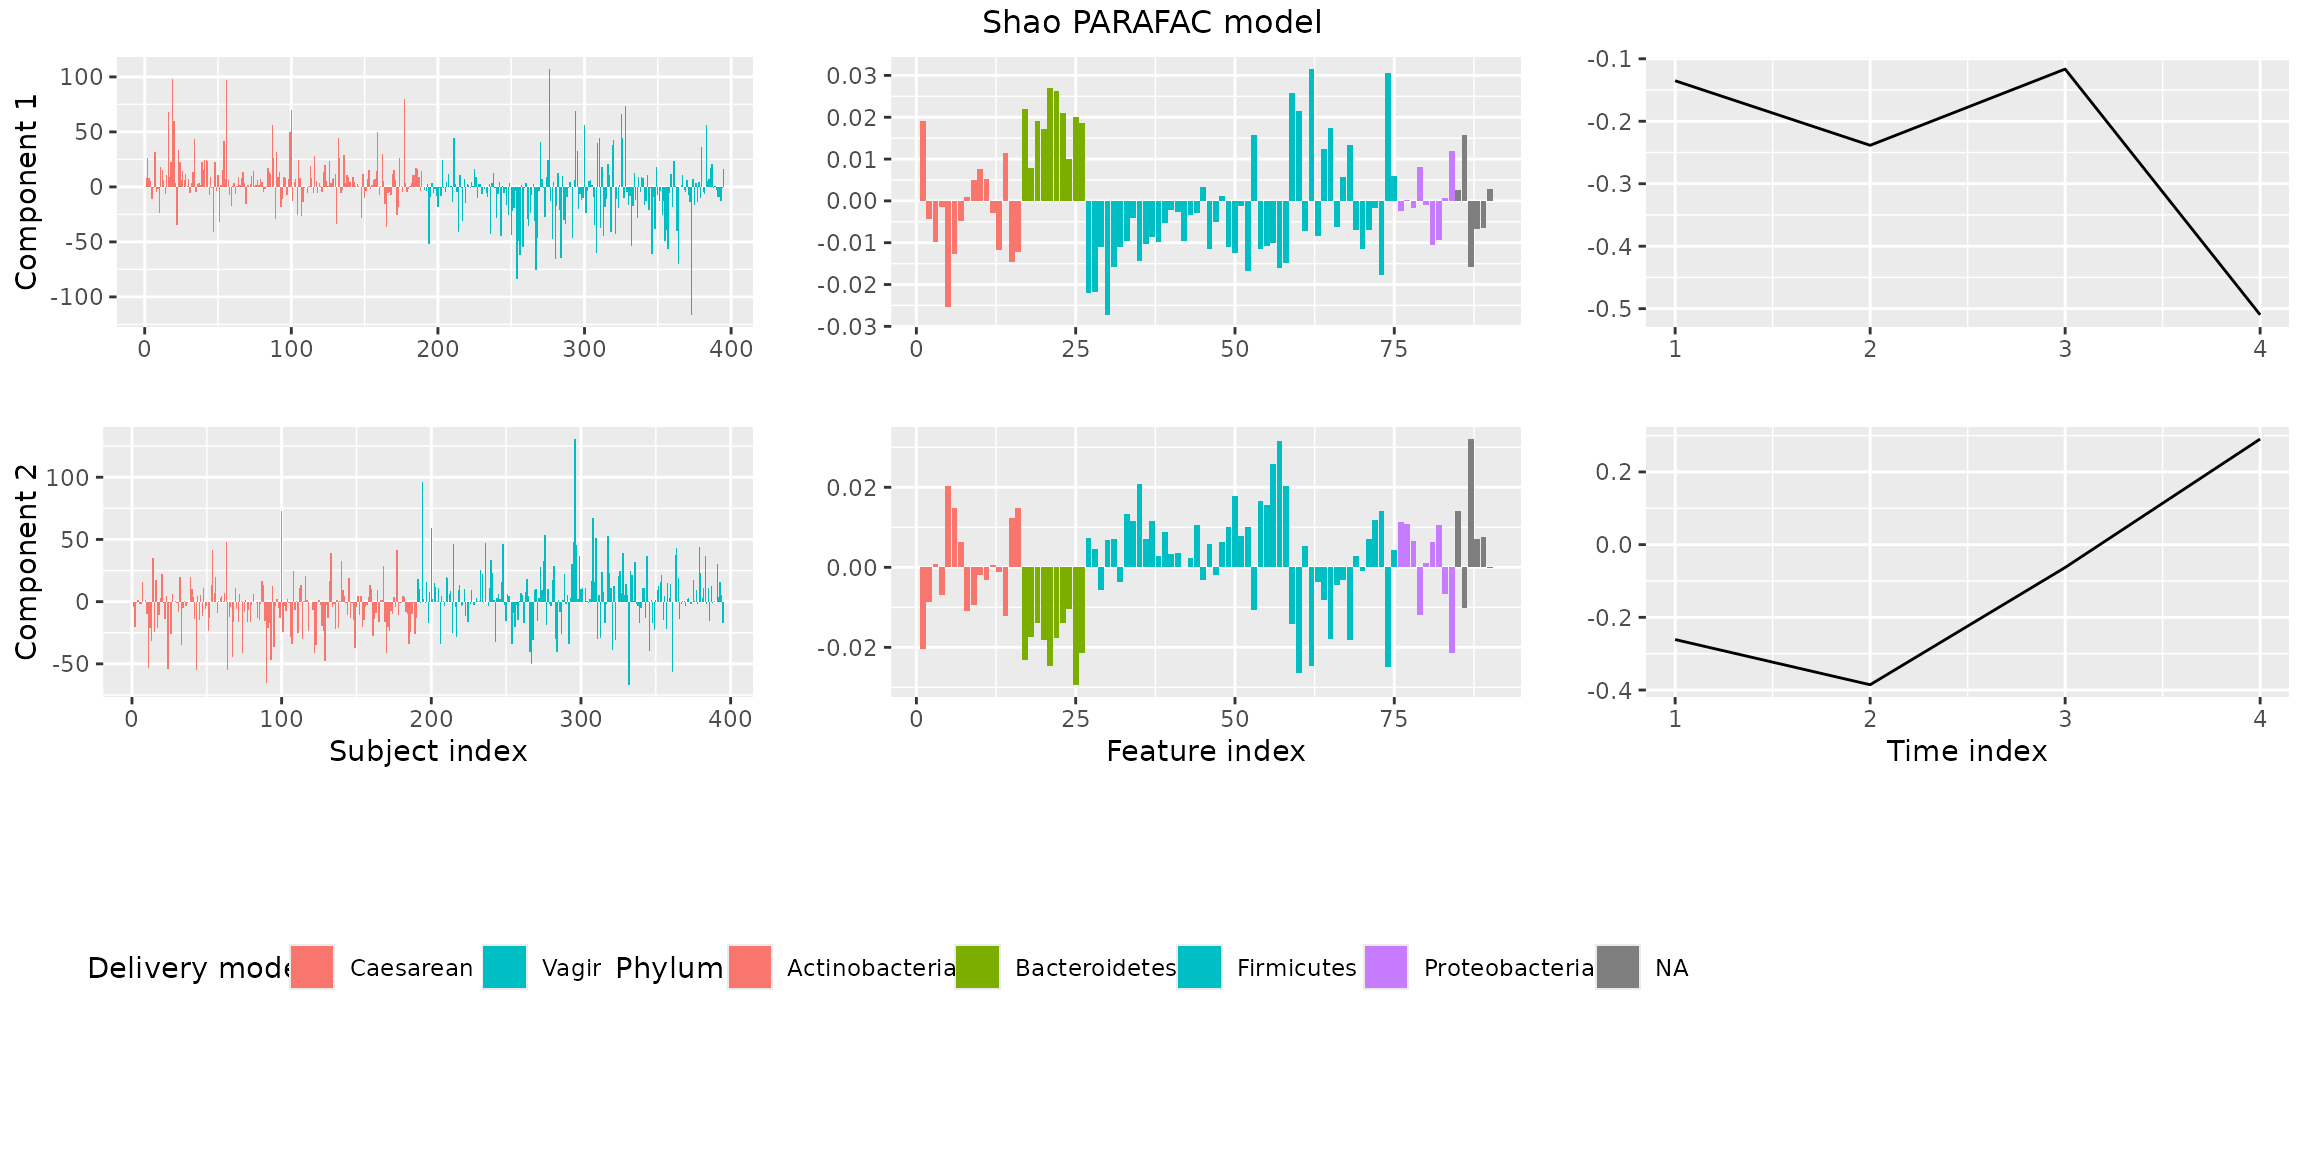 Shao PARAFAC model
Component 1
100
50
0
-50
-100
0 100 200 300 400
0.03
0.02
0.01
0.00
-0.01
-0.02
-0.03
0 25 50 75
-0.1
-0.2
-0.3
-0.4
-0.5
1 2 3 4
Component 2
100
50
0
-50
0 100 200 300 400
Subject index
0.02
0.00
-0.02
0 25 50 75
Feature index
0.2
0.0
-0.2
-0.4
1 2 3 4
Time index
Delivery mode Caesarean Vagir Phylum Actinobacteria Bacteroidetes Firmicutes Proteobacteria NA